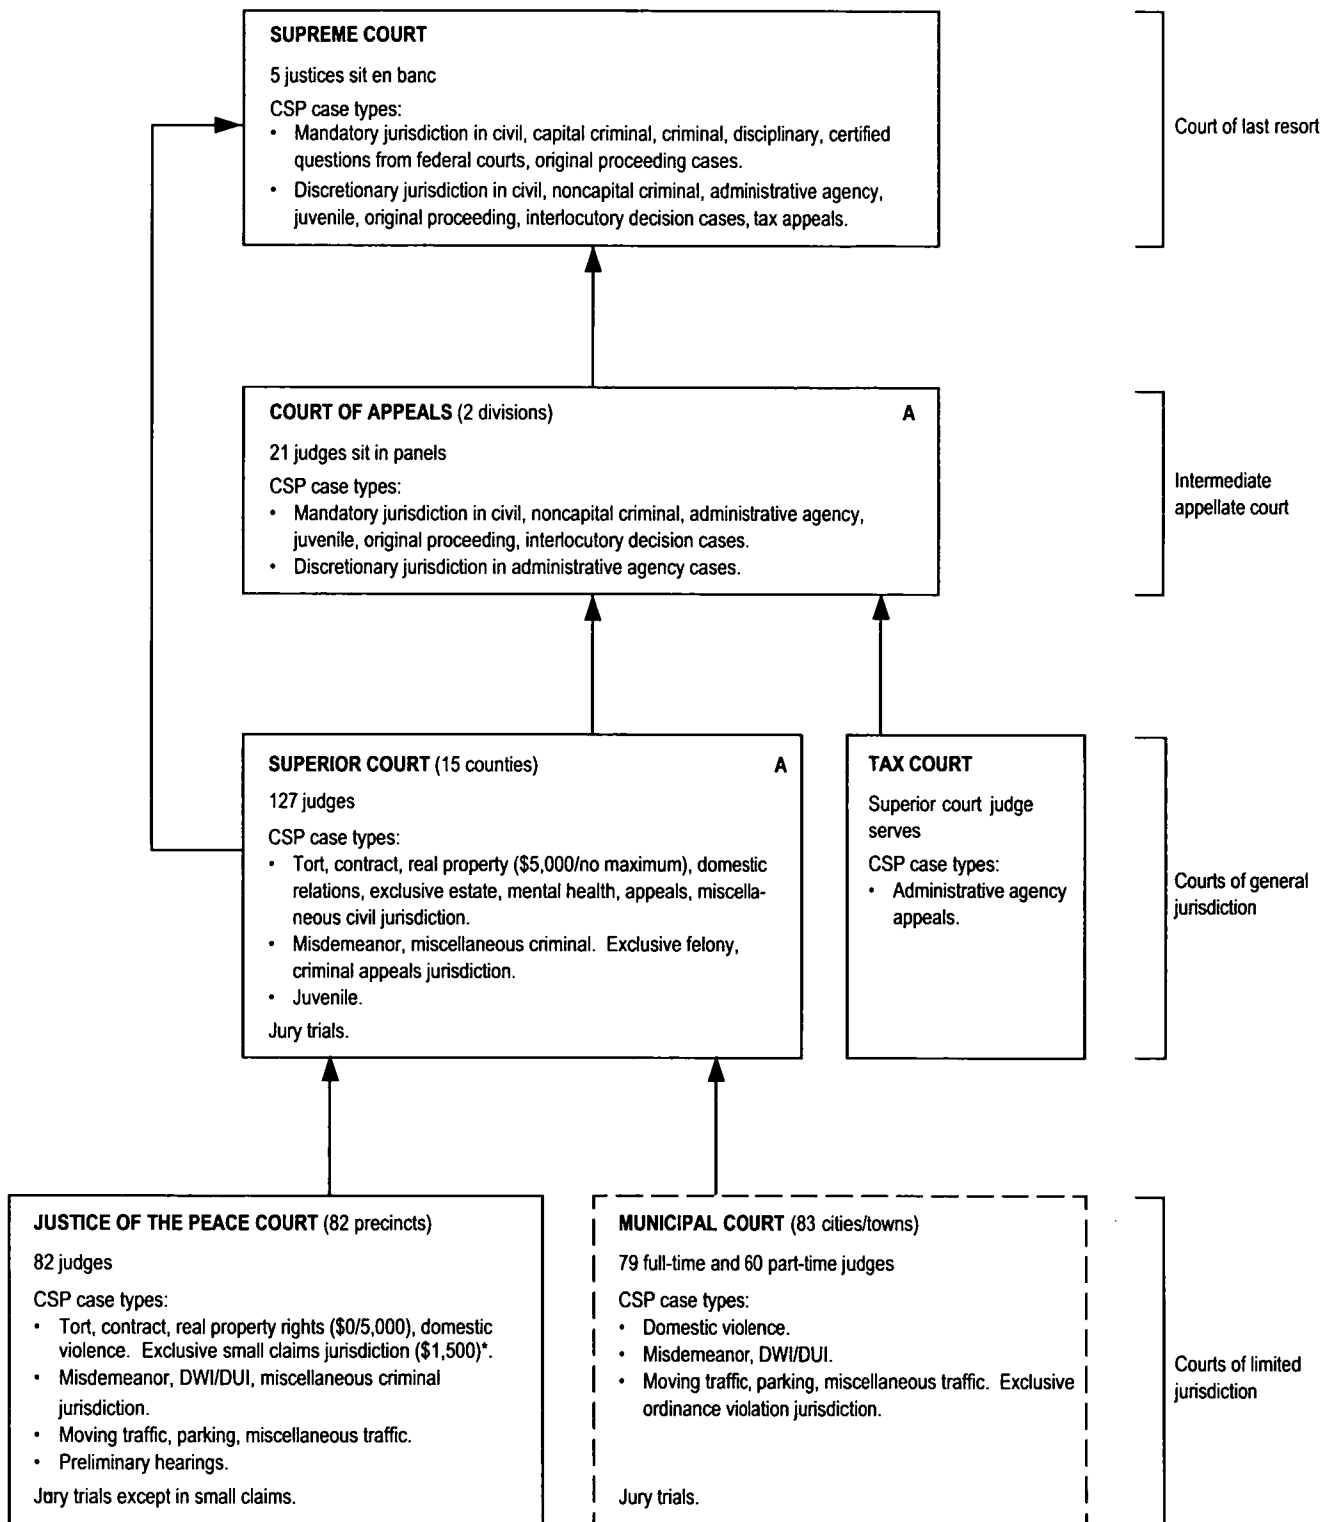 SUPREME COURT
5 justices sit en banc
CSP case types:
• Mandatory jurisdiction in civil, capital criminal, criminal, disciplinary, certified
questions from federal courts, original proceeding cases.
• Discretionary jurisdiction in civil, noncapital criminal, administrative agency,
juvenile, original proceeding, interlocutory decision cases, tax appeals.
Court of last resort
COURT OF APPEALS (2 divisions) A
21 judges sit in panels
CSP case types:
• Mandatory jurisdiction in civil, noncapital criminal, administrative agency,
juvenile, original proceeding, interlocutory decision cases.
• Discretionary jurisdiction in administrative agency cases.
Intermediate
appellate court
SUPERIOR COURT (15 counties) A
127 judges
CSP case types:
• Tort, contract, real property ($5,000/no maximum), domestic
relations, exclusive estate, mental health, appeals, miscella-
neous civil jurisdiction.
• Misdemeanor, miscellaneous criminal. Exclusive felony,
criminal appeals jurisdiction.
• Juvenile.
Jury trials.
TAX COURT
Superior court judge
serves
CSP case types:
• Administrative agency
appeals.
Courts of general
jurisdiction
JUSTICE OF THE PEACE COURT (82 precincts)
82 judges
CSP case types:
• Tort, contract, real property rights ($0/5,000), domestic
violence. Exclusive small claims jurisdiction ($1,500)*.
• Misdemeanor, DWI/DUI, miscellaneous criminal
jurisdiction.
• Moving traffic, parking, miscellaneous traffic.
• Preliminary hearings.
Jury trials except in small claims.
MUNICIPAL COURT (83 cities/towns)
79 full-time and 60 part-time judges
CSP case types:
• Domestic violence.
• Misdemeanor, DWI/DUI.
• Moving traffic, parking, miscellaneous traffic. Exclusive
ordinance violation jurisdiction.
Jury trials.
Courts of limited
jurisdiction